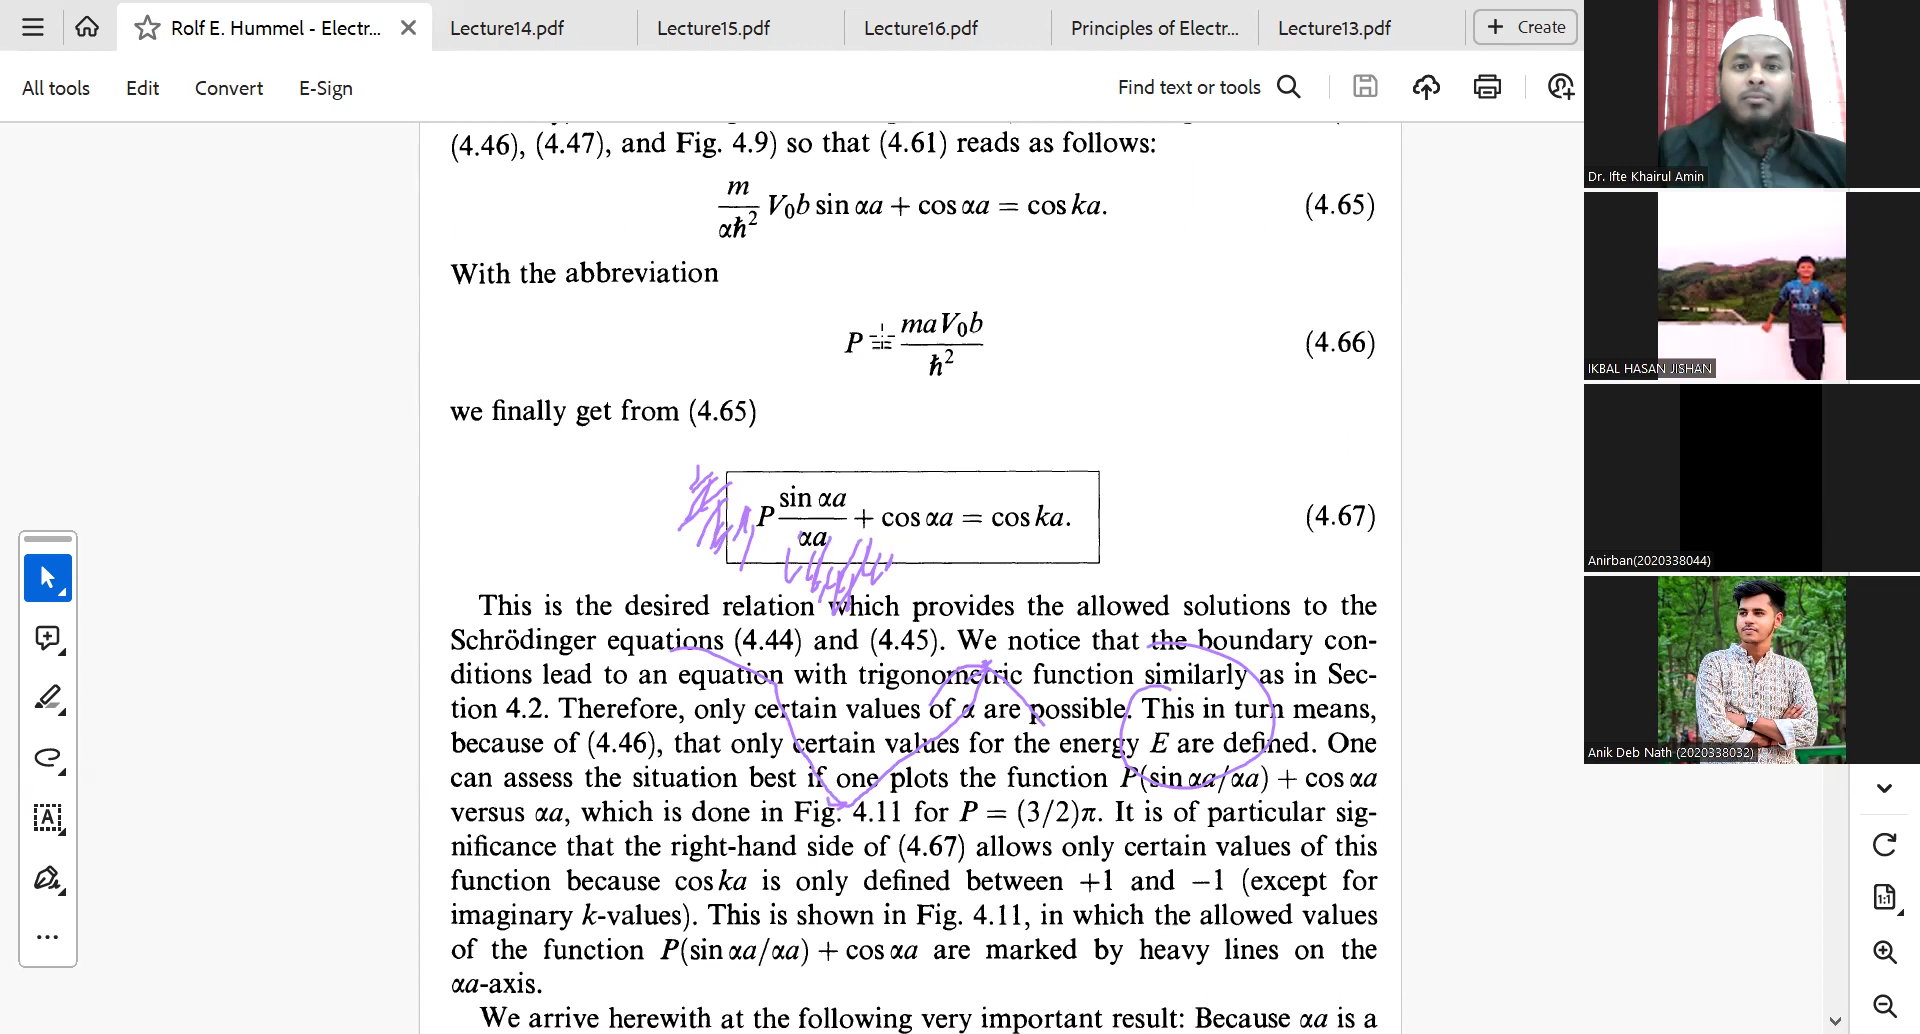 Rolf E. Hummel - Electr...
Lecture14.pdf
Lecture15.pdf
Lecture16.pdf
Principles of Electr...
Lecture13.pdf
+ Create
All tools
Edit
Convert
E-Sign
Find text or tools
(4.46), (4.47), and Fig. 4.9) so that (4.61) reads as follows:
m/αℏ² V₀b sin αa + cos αa = cos ka. (4.65)
With the abbreviation
P = maV₀b/ℏ² (4.66)
we finally get from (4.65)
P sin αa/αa + cos αa = cos ka. (4.67)
This is the desired relation which provides the allowed solutions to the
Schrödinger equations (4.44) and (4.45). We notice that the boundary con-
ditions lead to an equation with trigonometric function similarly as in Sec-
tion 4.2. Therefore, only certain values of α are possible. This in turn means,
because of (4.46), that only certain values for the energy E are defined. One
can assess the situation best if one plots the function P(sin αa/αa) + cos αa
versus αa, which is done in Fig. 4.11 for P = (3/2)π. It is of particular sig-
nificance that the right-hand side of (4.67) allows only certain values of this
function because cos ka is only defined between +1 and −1 (except for
imaginary k-values). This is shown in Fig. 4.11, in which the allowed values
of the function P(sin αa/αa) + cos αa are marked by heavy lines on the
αa-axis.
We arrive herewith at the following very important result: Because αa is a
Dr. Ifte Khairul Amin
IKBAL HASAN JISHAN
Anirban(2020338044)
Anik Deb Nath (2020338032)
1:1